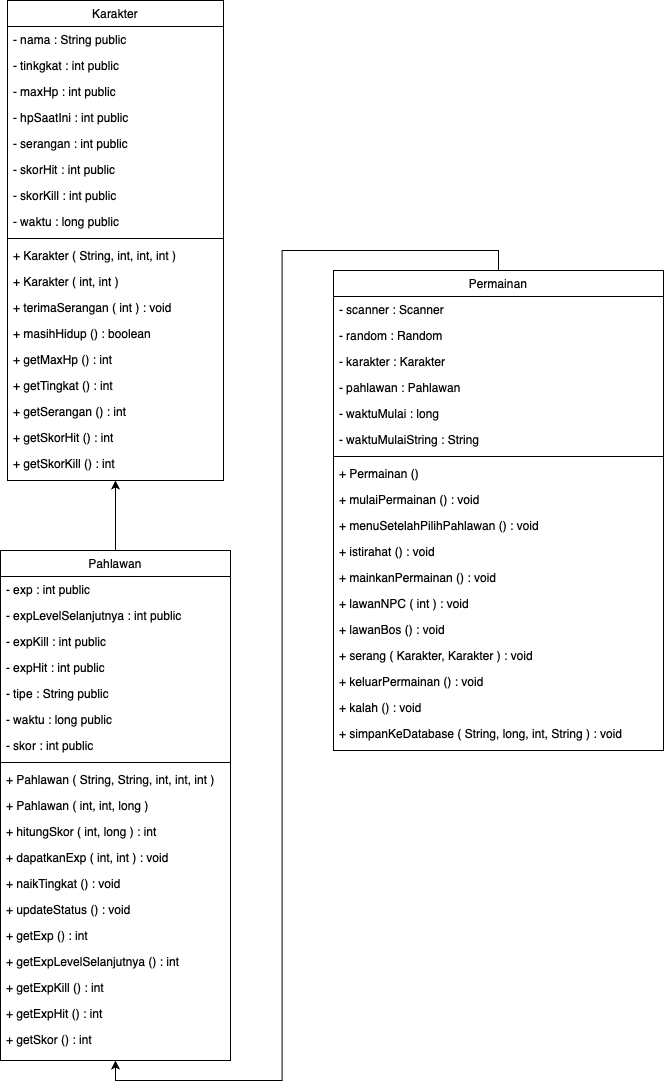 Karakter
- nama : String public
- tinkgkat : int public
- maxHp : int public
- hpSaatIni : int public
- serangan : int public
- skorHit : int public
- skorKill : int public
- waktu : long public
+ Karakter ( String, int, int, int )
+ Karakter ( int, int )
+ terimaSerangan ( int ) : void
+ masihHidup () : boolean
+ getMaxHp () : int
+ getTingkat () : int
+ getSerangan () : int
+ getSkorHit () : int
+ getSkorKill () : int
Pahlawan
- exp : int public
- expLevelSelanjutnya : int public
- expKill : int public
- expHit : int public
- tipe : String public
- waktu : long public
- skor : int public
+ Pahlawan ( String, String, int, int, int )
+ Pahlawan ( int, int, long )
+ hitungSkor ( int, long ) : int
+ dapatkanExp ( int, int ) : void
+ naikTingkat () : void
+ updateStatus () : void
+ getExp () : int
+ getExpLevelSelanjutnya () : int
+ getExpKill () : int
+ getExpHit () : int
+ getSkor () : int
Permainan
- scanner : Scanner
- random : Random
- karakter : Karakter
- pahlawan : Pahlawan
- waktuMulai : long
- waktuMulaiString : String
+ Permainan ()
+ mulaiPermainan () : void
+ menuSetelahPilihPahlawan () : void
+ istirahat () : void
+ mainkanPermainan () : void
+ lawanNPC ( int ) : void
+ lawanBos () : void
+ serang ( Karakter, Karakter ) : void
+ keluarPermainan () : void
+ kalah () : void
+ simpanKeDatabase ( String, long, int, String ) : void